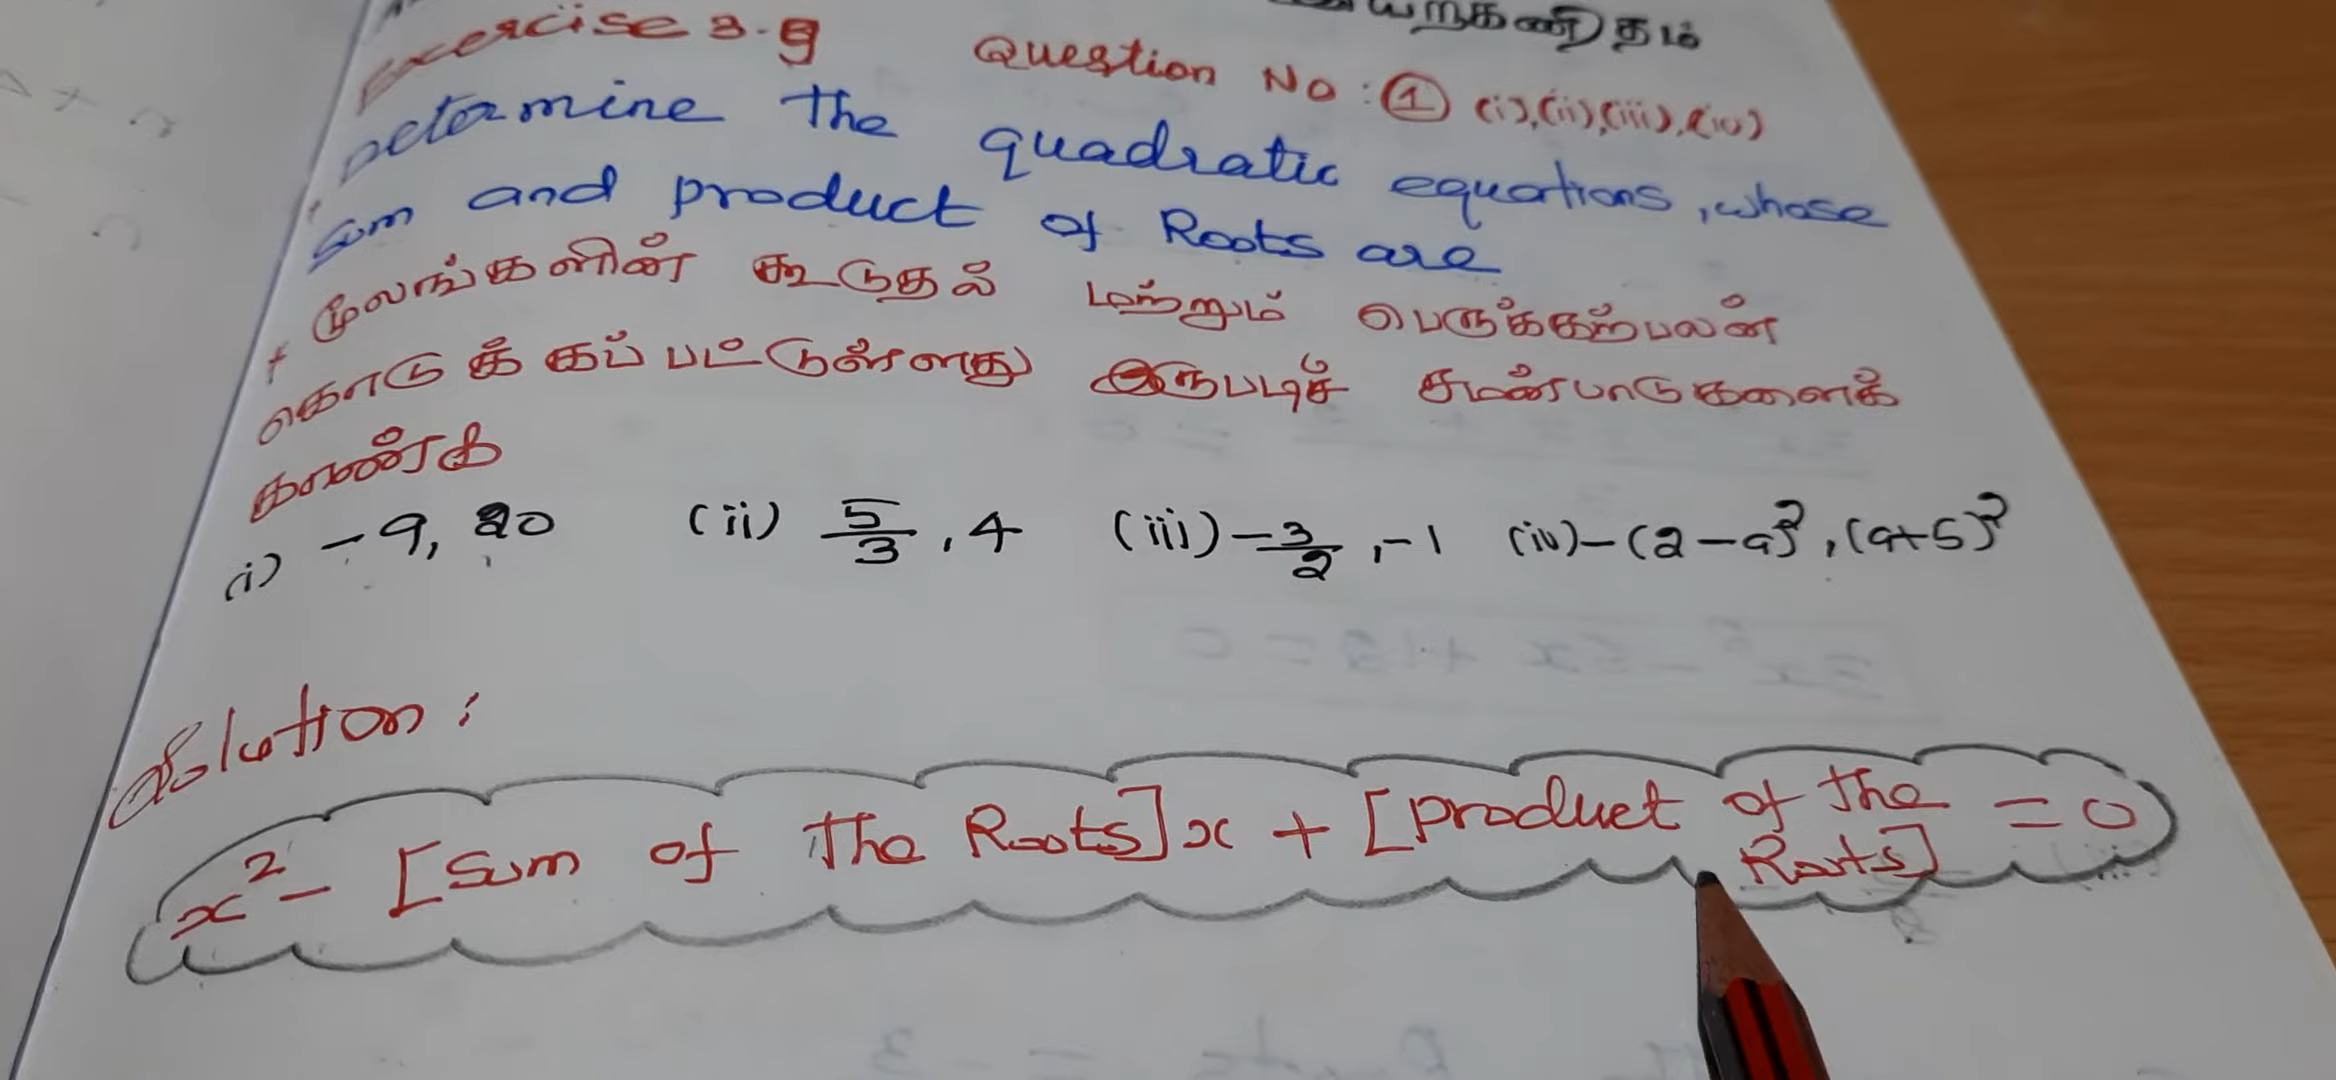 Exercise 3.9 Question No: ① (i),(ii),(iii),(iv)
Determine the quadratic equations, whose
sum and product of Roots are
மூலங்களின் கூடுதல் மற்றும் பெருக்கற்பலன்
கொடுக்கப்பட்டுள்ளது இருபடிச் சமன்பாடுகளைக்
காண்க
(i) -9, 20 (ii) 5/3, 4 (iii) -3/2, -1 (iv) -(2-a)², (a+5)²
Solution:
x² - [Sum of the Roots]x + [product of the Roots] = 0